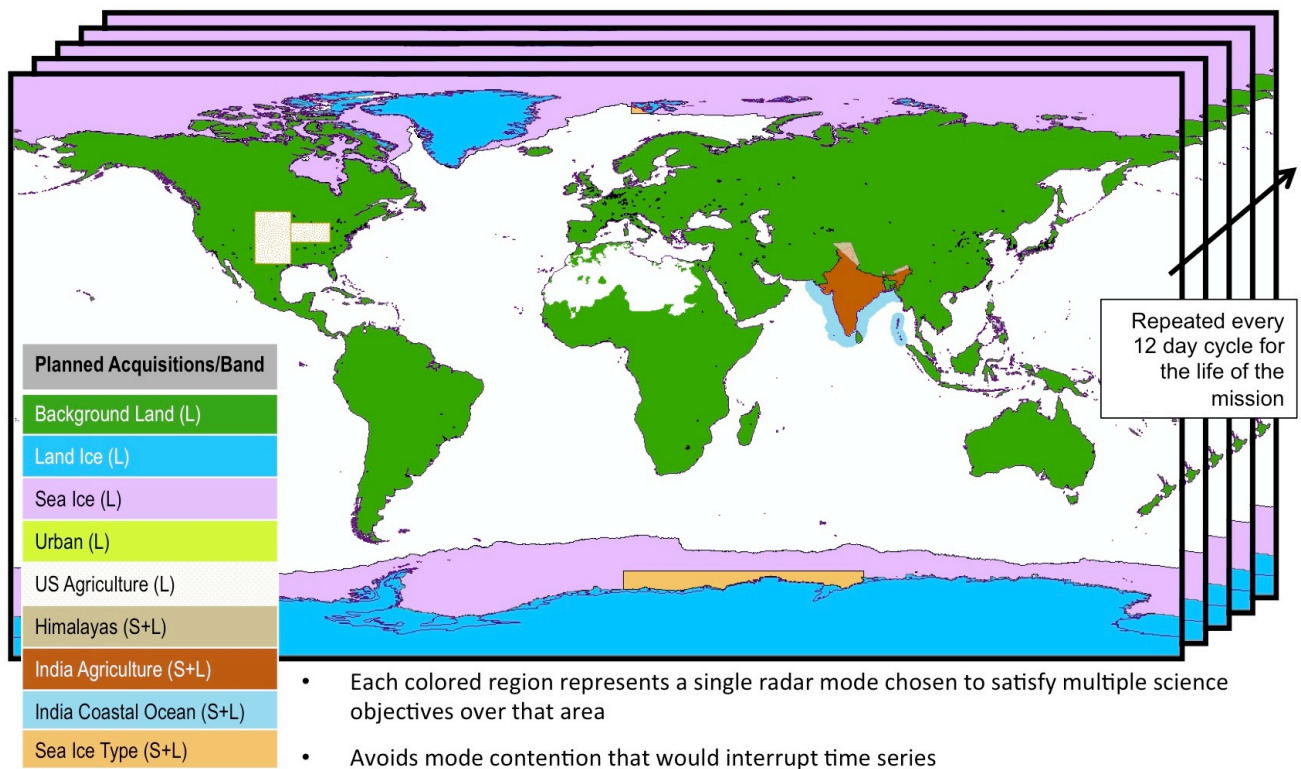 Repeated every
12 day cycle for
the life of the
mission
Planned Acquisitions/Band
Background Land (L)
Land Ice (L)
Sea Ice (L)
Urban (L)
US Agriculture (L)
Himalayas (S+L)
India Agriculture (S+L)
India Coastal Ocean (S+L)
Sea Ice Type (S+L)
• Each colored region represents a single radar mode chosen to satisfy multiple science
objectives over that area
• Avoids mode contention that would interrupt time series